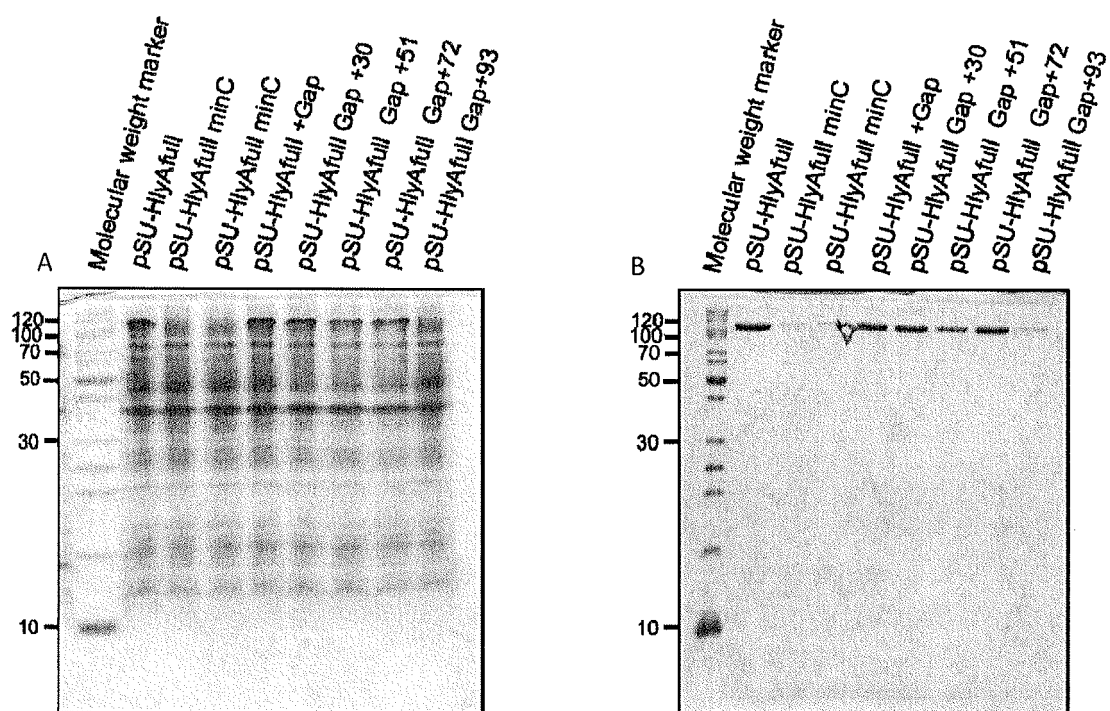 A
Molecular weight marker
pSU-HlyAfull
pSU-HlyAfull minC
pSU-HlyAfull minC
pSU-HlyAfull +Gap
pSU-HlyAfull Gap +30
pSU-HlyAfull Gap +51
pSU-HlyAfull Gap+72
pSU-HlyAfull Gap+93
120
100
70
50
30
10
B
Molecular weight marker
pSU-HlyAfull
pSU-HlyAfull minC
pSU-HlyAfull minC
pSU-HlyAfull +Gap
pSU-HlyAfull Gap +30
pSU-HlyAfull Gap +51
pSU-HlyAfull Gap+72
pSU-HlyAfull Gap+93
120
100
70
50
30
10